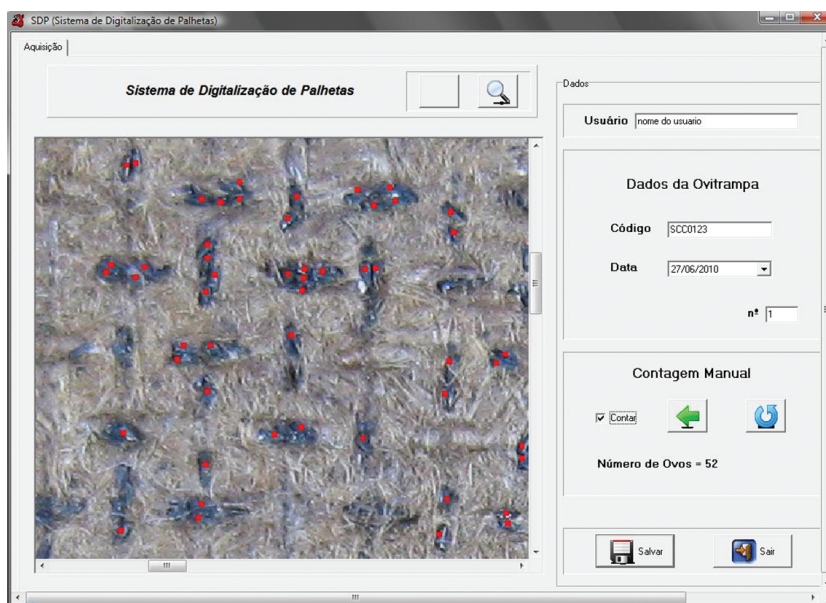 SDP (Sistema de Digitalização de Palhetas)
Aquisição
Sistema de Digitalização de Palhetas
Dados
Usuário nome do usuario
Dados da Ovitrampa
Código SCC0123
Data 27/06/2010
nº 1
Contagem Manual
Contar
Número de Ovos = 52
Salvar Sair